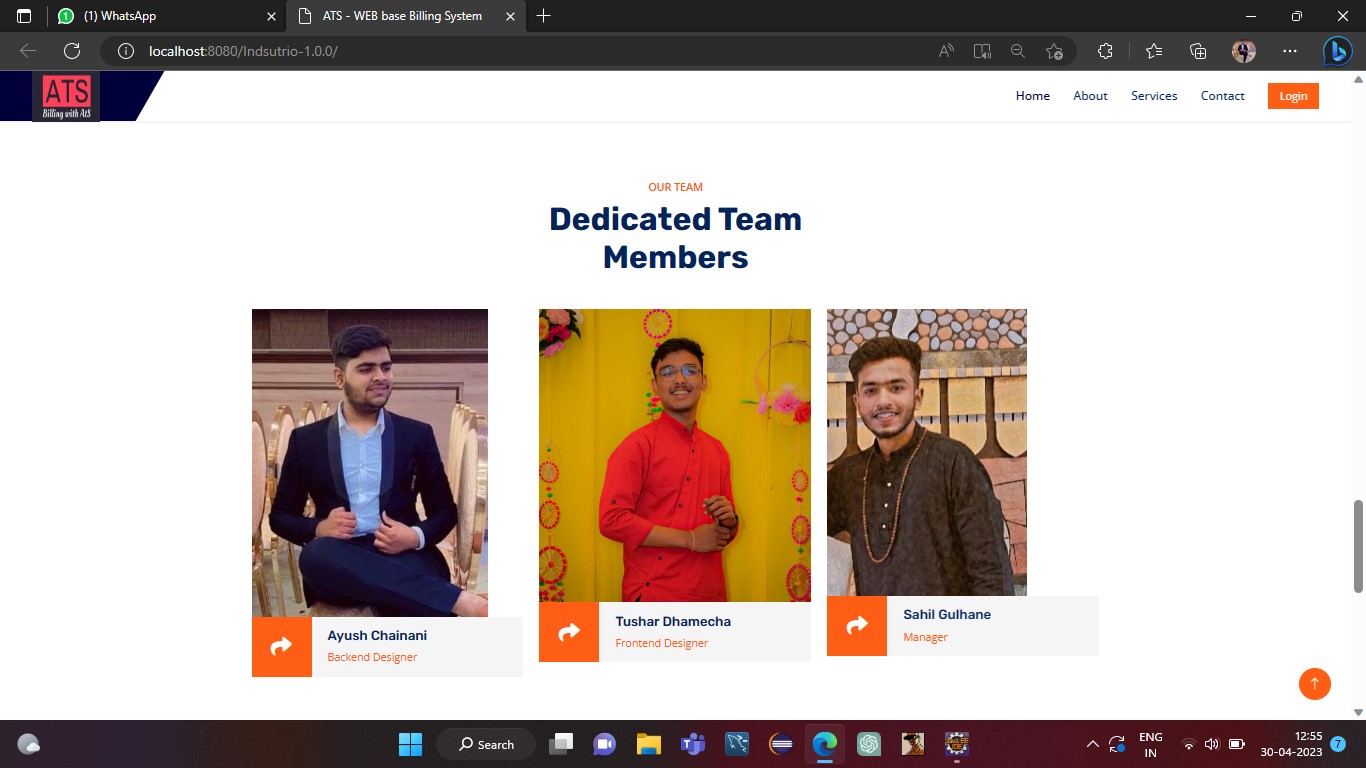 (1) WhatsApp
ATS - WEB base Billing System
localhost:8080/Indsutrio-1.0.0/
ATS
Billing with AtS
Home About Services Contact Login
OUR TEAM
Dedicated Team
Members
Ayush Chainani
Backend Designer
Tushar Dhamecha
Frontend Designer
Sahil Gulhane
Manager
Search
ENG
IN
12:55
30-04-2023
7